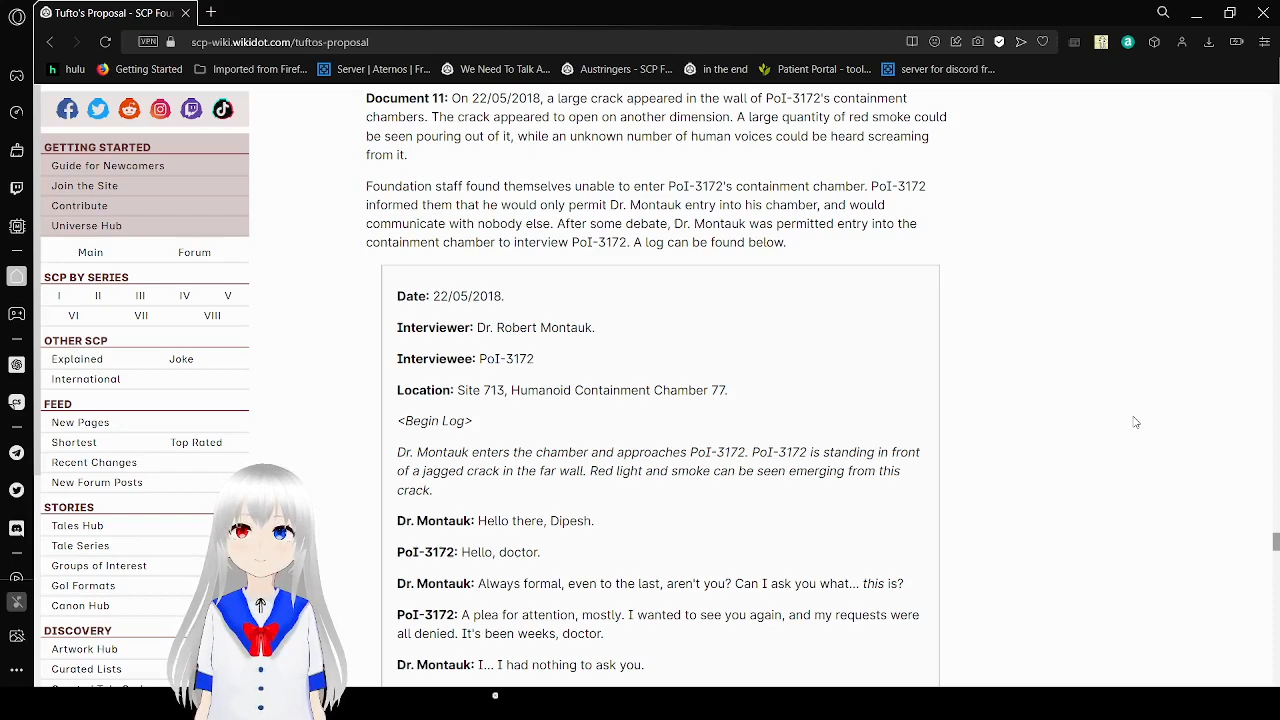 Tufto's Proposal - SCP Foun
scp-wiki.wikidot.com/tuftos-proposal
VPN
hulu
Getting Started
Imported from Firef...
Server | Aternos | Fr...
We Need To Talk A...
Austringers - SCP F...
in the end
Patient Portal - tool...
server for discord fr...
GETTING STARTED
Guide for Newcomers
Join the Site
Contribute
Universe Hub
Main Forum
SCP BY SERIES
I II III IV V
VI VII VIII
OTHER SCP
Explained Joke
International
FEED
New Pages
Shortest Top Rated
Recent Changes
New Forum Posts
STORIES
Tales Hub
Tale Series
Groups of Interest
GoI Formats
Canon Hub
DISCOVERY
Artwork Hub
Curated Lists
Document 11: On 22/05/2018, a large crack appeared in the wall of PoI-3172's containment
chambers. The crack appeared to open on another dimension. A large quantity of red smoke could
be seen pouring out of it, while an unknown number of human voices could be heard screaming
from it.
Foundation staff found themselves unable to enter PoI-3172's containment chamber. PoI-3172
informed them that he would only permit Dr. Montauk entry into his chamber, and would
communicate with nobody else. After some debate, Dr. Montauk was permitted entry into the
containment chamber to interview PoI-3172. A log can be found below.
Date: 22/05/2018.
Interviewer: Dr. Robert Montauk.
Interviewee: PoI-3172
Location: Site 713, Humanoid Containment Chamber 77.
<Begin Log>
Dr. Montauk enters the chamber and approaches PoI-3172. PoI-3172 is standing in front
of a jagged crack in the far wall. Red light and smoke can be seen emerging from this
crack.
Dr. Montauk: Hello there, Dipesh.
PoI-3172: Hello, doctor.
Dr. Montauk: Always formal, even to the last, aren't you? Can I ask you what... this is?
PoI-3172: A plea for attention, mostly. I wanted to see you again, and my requests were
all denied. It's been weeks, doctor.
Dr. Montauk: I... I had nothing to ask you.